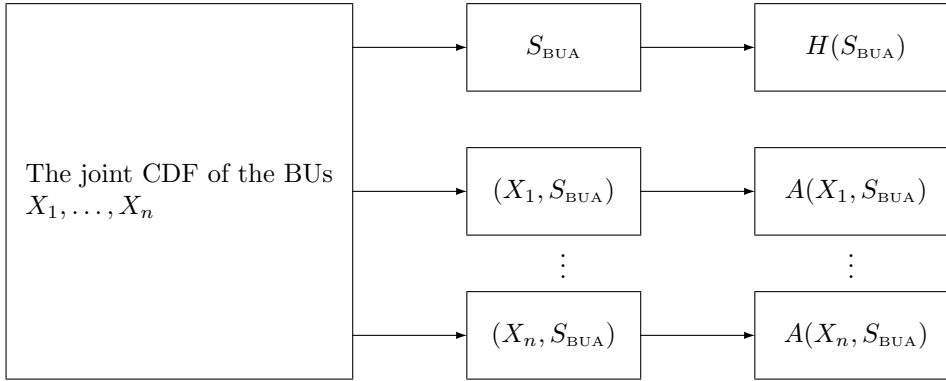 S_BUA
H(S_BUA)
The joint CDF of the BUs
X_1, . . . , X_n
(X_1, S_BUA)
A(X_1, S_BUA)
⋮
⋮
(X_n, S_BUA)
A(X_n, S_BUA)